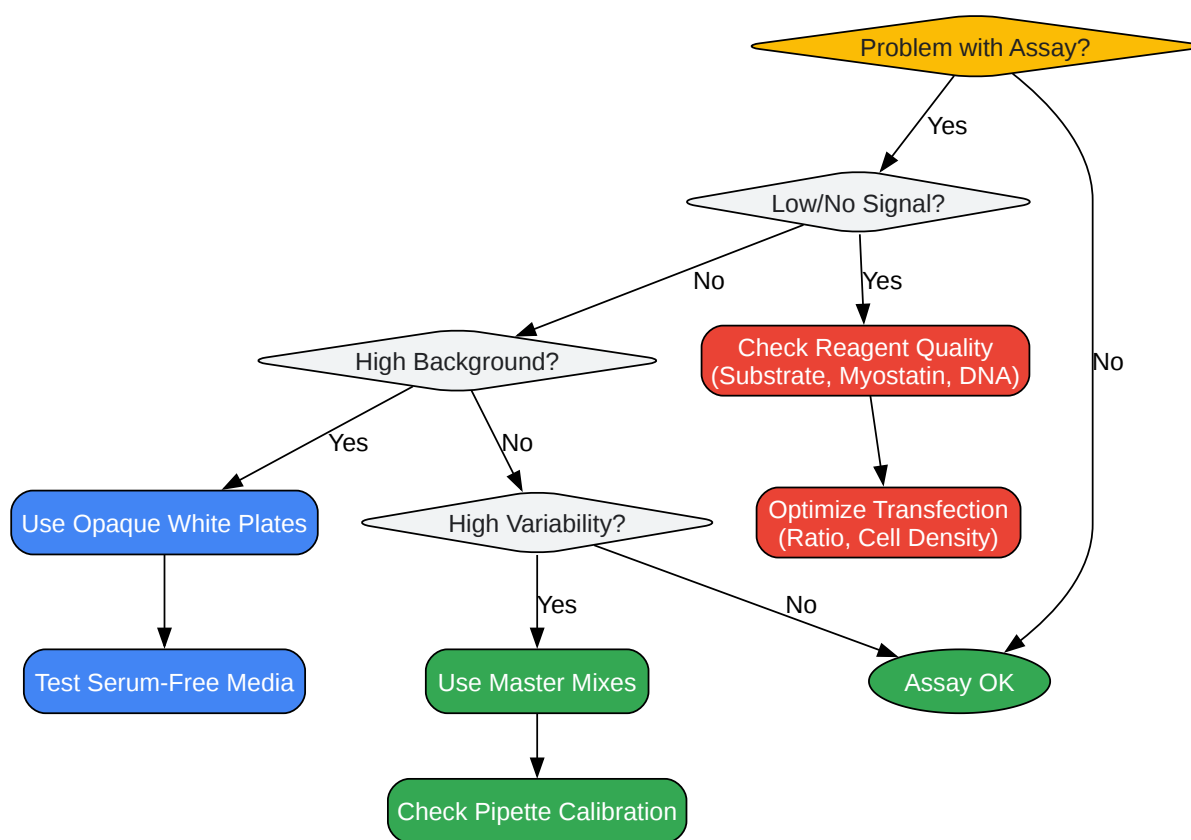 Problem with Assay?
Yes
Low/No Signal?
No
Yes
Check Reagent Quality
(Substrate, Myostatin, DNA)
No
High Background?
Yes
No
Use Opaque White Plates
High Variability?
Optimize Transfection
(Ratio, Cell Density)
Yes
No
Test Serum-Free Media
Use Master Mixes
Assay OK
Check Pipette Calibration